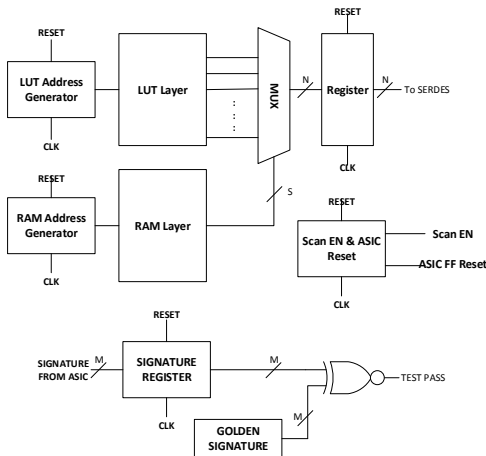 RESET
LUT Address
Generator
CLK
LUT Layer
MUX
N
RESET
Register
CLK
N
To SERDES
RESET
RAM Address
Generator
CLK
RAM Layer
S
RESET
Scan EN & ASIC
Reset
CLK
Scan EN
ASIC FF Reset
RESET
SIGNATURE
FROM ASIC
M
SIGNATURE
REGISTER
CLK
M
TEST PASS
M
GOLDEN
SIGNATURE